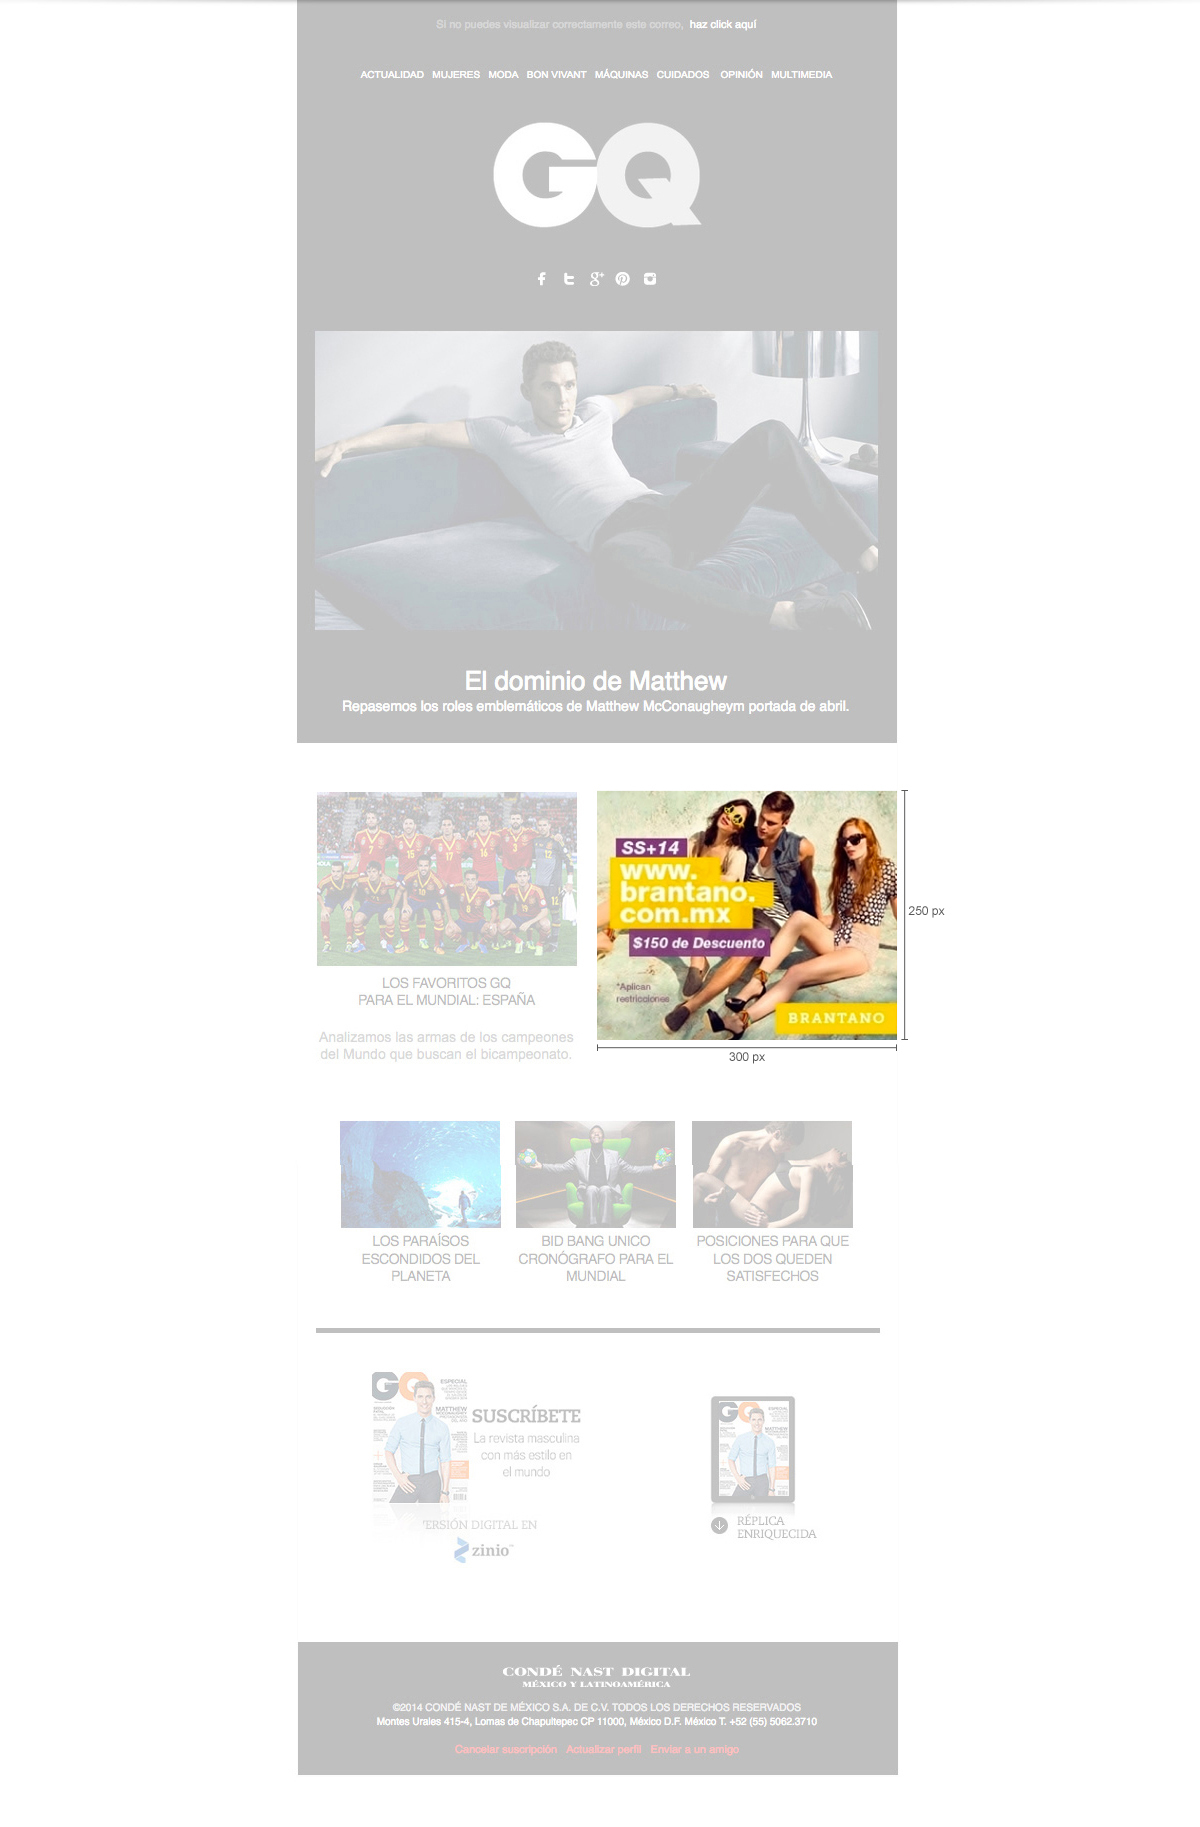 Si no puedes visualizar correctamente este correo, haz click aquí
ACTUALIDAD MUJERES MODA BON VIVANT MÁQUINAS CUIDADOS OPINIÓN MULTIMEDIA
GQ
El dominio de Matthew
Repasemos los roles emblemáticos de Matthew McConaugheym portada de abril.
LOS FAVORITOS GQ
PARA EL MUNDIAL: ESPAÑA
Analizamos las armas de los campeones
del Mundo que buscan el bicampeonato.
SS+14
www.
brantano.
com.mx
$150 de Descuento
*Aplican
restricciones
BRANTANO
250 px
300 px
LOS PARAÍSOS
ESCONDIDOS DEL
PLANETA
BID BANG UNICO
CRONÓGRAFO PARA EL
MUNDIAL
POSICIONES PARA QUE
LOS DOS QUEDEN
SATISFECHOS
GQ
ESPECIAL
MATTHEW
SUSCRÍBETE
La revista masculina
con más estilo en
el mundo
ERSIÓN DIGITAL EN
zinio
GQ
RÉPLICA
ENRIQUECIDA
CONDÉ NAST DIGITAL
MÉXICO Y LATINOAMÉRICA
©2014 CONDÉ NAST DE MÉXICO S.A. DE C.V. TODOS LOS DERECHOS RESERVADOS
Montes Urales 415-4, Lomas de Chapultepec CP 11000, México D.F. México T. +52 (55) 5062.3710
Cancelar suscripción Actualizar perfil Enviar a un amigo